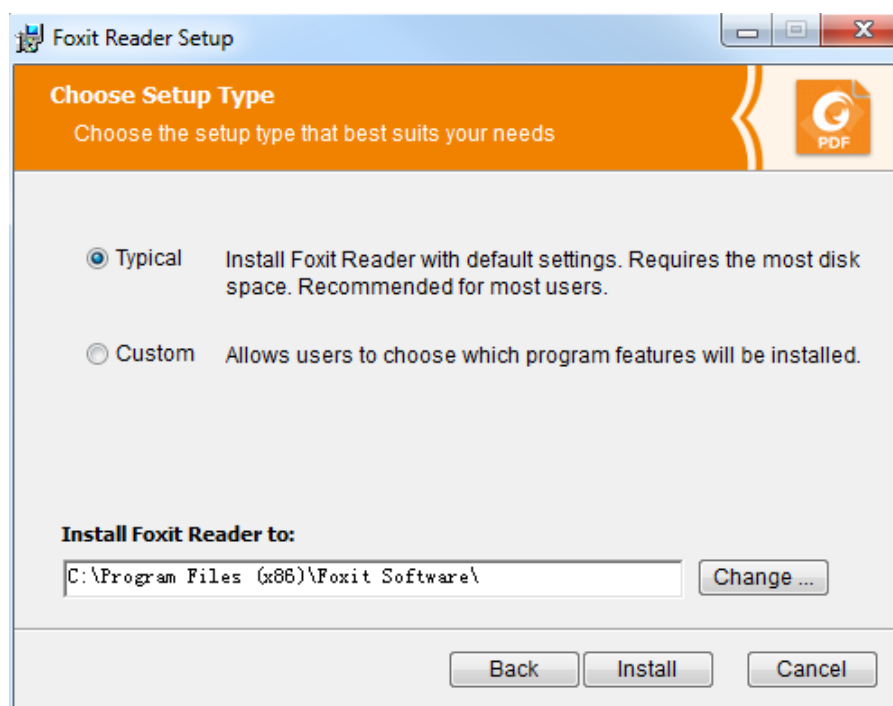 Foxit Reader Setup
Choose Setup Type
Choose the setup type that best suits your needs
PDF
Typical
Install Foxit Reader with default settings. Requires the most disk
space. Recommended for most users.
Custom
Allows users to choose which program features will be installed.
Install Foxit Reader to:
C:\Program Files (x86)\Foxit Software\
Change ...
Back
Install
Cancel